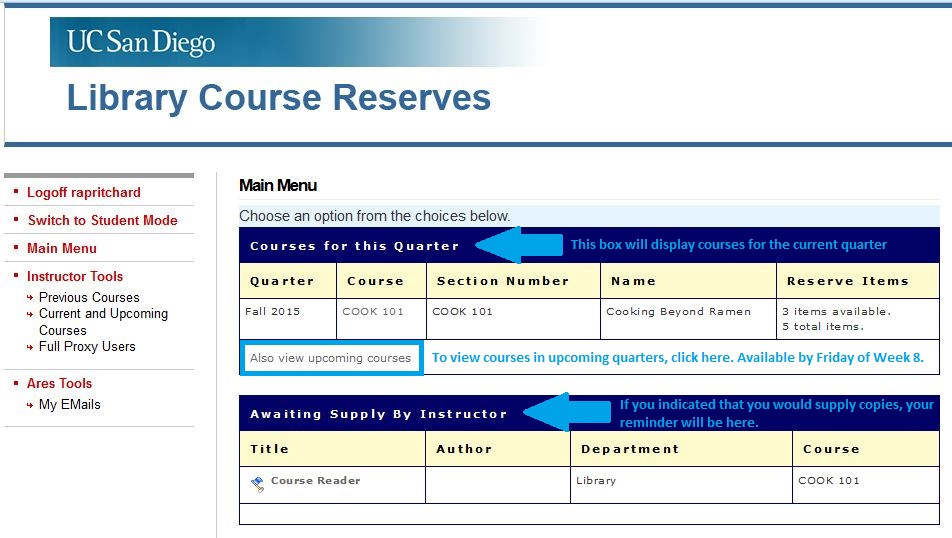 UC San Diego
Library Course Reserves
Logoff rapritchard
Switch to Student Mode
Main Menu
Instructor Tools
Previous Courses
Current and Upcoming
Courses
Full Proxy Users
Ares Tools
My EMails
Main Menu
Choose an option from the choices below.
Courses for this Quarter
This box will display courses for the current quarter
Quarter Course Section Number Name Reserve Items
Fall 2015 COOK 101 COOK 101 Cooking Beyond Ramen 3 items available.
5 total items.
Also view upcoming courses
To view courses in upcoming quarters, click here. Available by Friday of Week 8.
Awaiting Supply By Instructor
If you indicated that you would supply copies, your
reminder will be here.
Title Author Department Course
Course Reader Library COOK 101